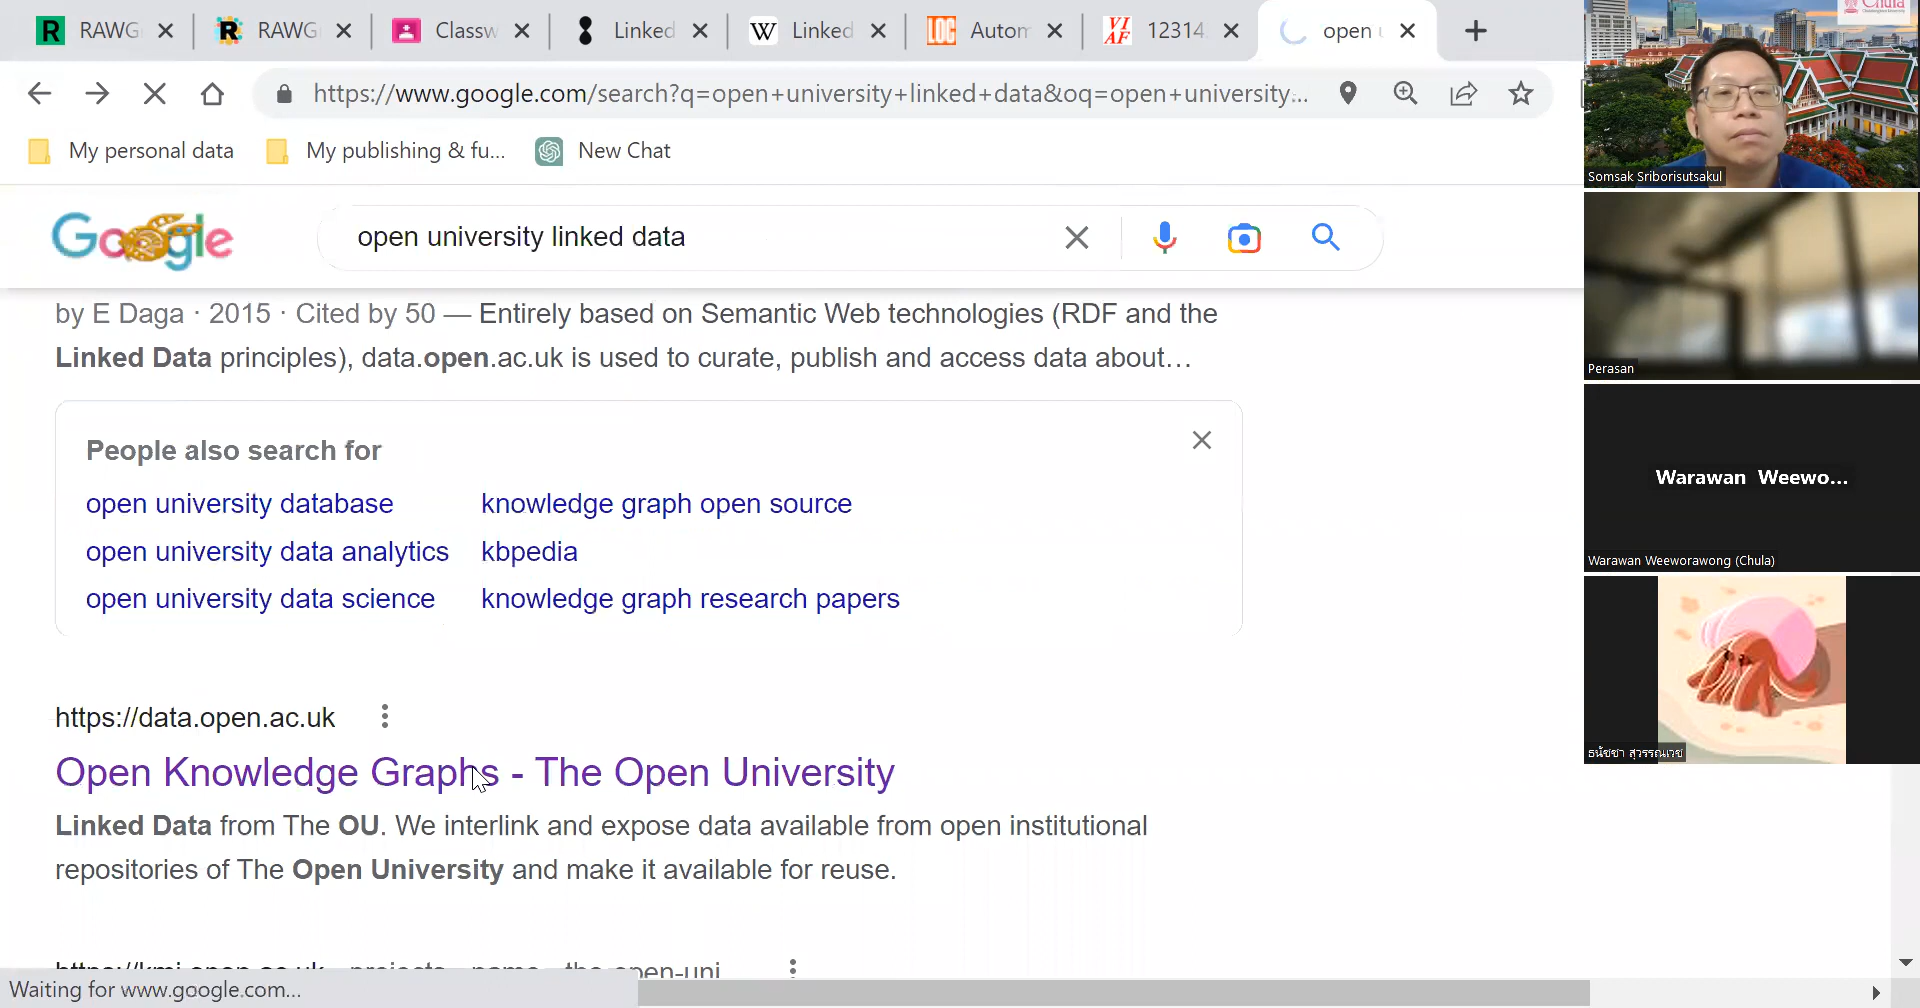 RAWG
RAWG
Classw
Linked
Linked
Autom
12314
open
https://www.google.com/search?q=open+university+linked+data&oq=open+university...
My personal data
My publishing & fu...
New Chat
Google
open university linked data
by E Daga · 2015 · Cited by 50 — Entirely based on Semantic Web technologies (RDF and the
Linked Data principles), data.open.ac.uk is used to curate, publish and access data about…
People also search for
open university database
knowledge graph open source
open university data analytics
kbpedia
open university data science
knowledge graph research papers
https://data.open.ac.uk
Open Knowledge Graphs - The Open University
Linked Data from The OU. We interlink and expose data available from open institutional
repositories of The Open University and make it available for reuse.
Waiting for www.google.com...
Chula
Somsak Sriborisutsakul
Perasan
Warawan Weewo...
Warawan Weeworawong (Chula)
ธนัชชา สุวรรณเวช